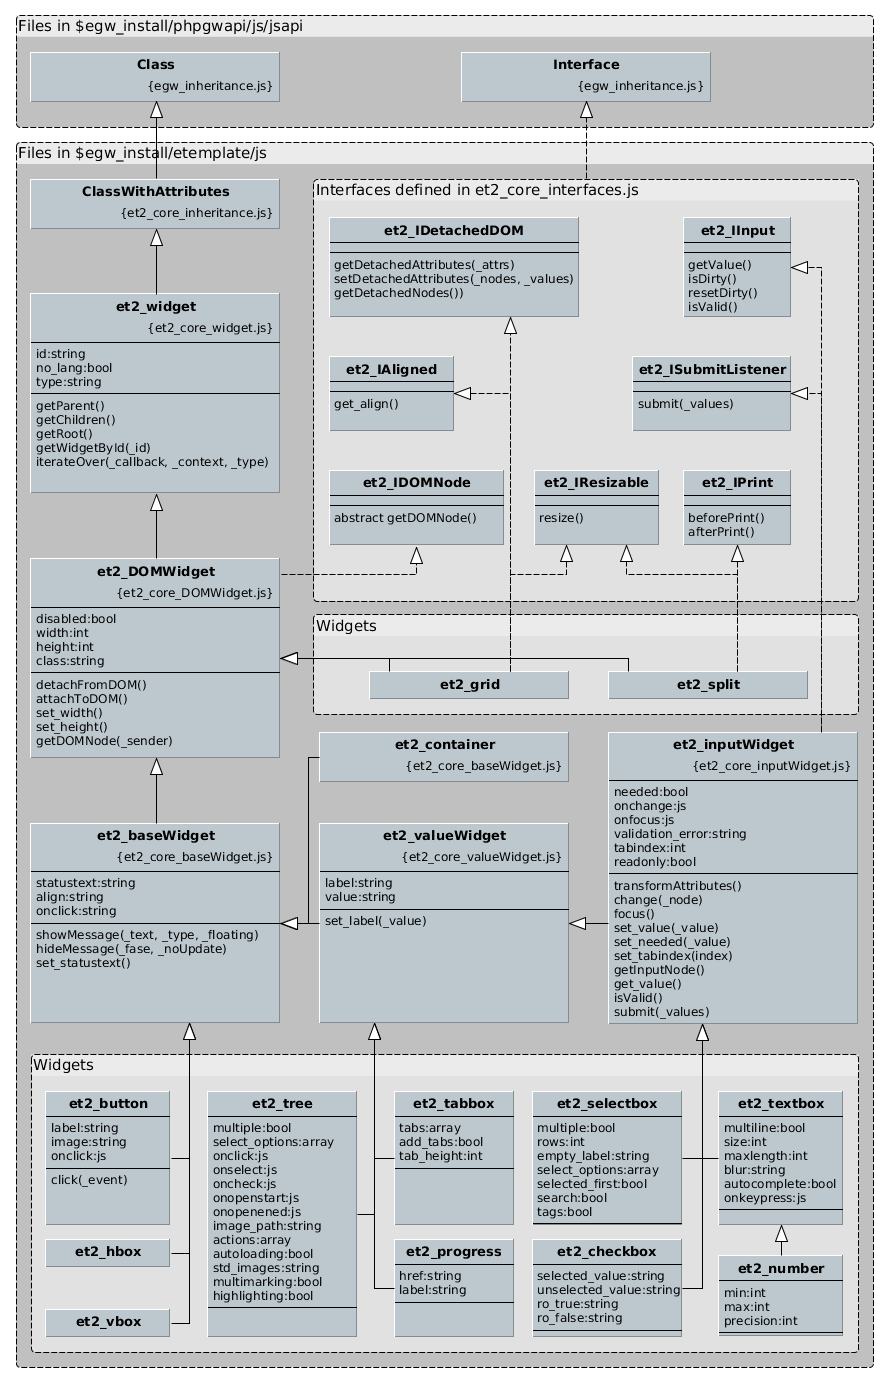 Files in $egw_install/phpgwapi/js/jsapi
Class
{egw_inheritance.js}
Interface
{egw_inheritance.js}
Files in $egw_install/etemplate/js
ClassWithAttributes
{et2_core_inheritance.js}
et2_widget
{et2_core_widget.js}
id:string
no_lang:bool
type:string
getParent()
getChildren()
getRoot()
getWidgetById(_id)
iterateOver(_callback, _context, _type)
Interfaces defined in et2_core_interfaces.js
et2_IDetachedDOM
getDetachedAttributes(_attrs)
setDetachedAttributes(_nodes, _values)
getDetachedNodes())
et2_IInput
getValue()
isDirty()
resetDirty()
isValid()
et2_IAligned
get_align()
et2_ISubmitListener
submit(_values)
et2_IDOMNode
abstract getDOMNode()
et2_IResizable
resize()
et2_IPrint
beforePrint()
afterPrint()
et2_DOMWidget
{et2_core_DOMWidget.js}
disabled:bool
width:int
height:int
class:string
detachFromDOM()
attachToDOM()
set_width()
set_height()
getDOMNode(_sender)
Widgets
et2_grid
et2_split
et2_container
{et2_core_baseWidget.js}
et2_inputWidget
{et2_core_inputWidget.js}
needed:bool
onchange:js
onfocus:js
validation_error:string
tabindex:int
readonly:bool
transformAttributes()
change(_node)
focus()
set_value(_value)
set_needed(_value)
set_tabindex(index)
getInputNode()
get_value()
isValid()
submit(_values)
et2_baseWidget
{et2_core_baseWidget.js}
statustext:string
align:string
onclick:string
showMessage(_text, _type, _floating)
hideMessage(_fase, _noUpdate)
set_statustext()
et2_valueWidget
{et2_core_valueWidget.js}
label:string
value:string
set_label(_value)
Widgets
et2_button
label:string
image:string
onclick:js
click(_event)
et2_hbox
et2_vbox
et2_tree
multiple:bool
select_options:array
onclick:js
onselect:js
oncheck:js
onopenstart:js
onopenened:js
image_path:string
actions:array
autoloading:bool
std_images:string
multimarking:bool
highlighting:bool
et2_tabbox
tabs:array
add_tabs:bool
tab_height:int
et2_progress
href:string
label:string
et2_selectbox
multiple:bool
rows:int
empty_label:string
select_options:array
selected_first:bool
search:bool
tags:bool
et2_checkbox
selected_value:string
unselected_value:string
ro_true:string
ro_false:string
et2_textbox
multiline:bool
size:int
maxlength:int
blur:string
autocomplete:bool
onkeypress:js
et2_number
min:int
max:int
precision:int